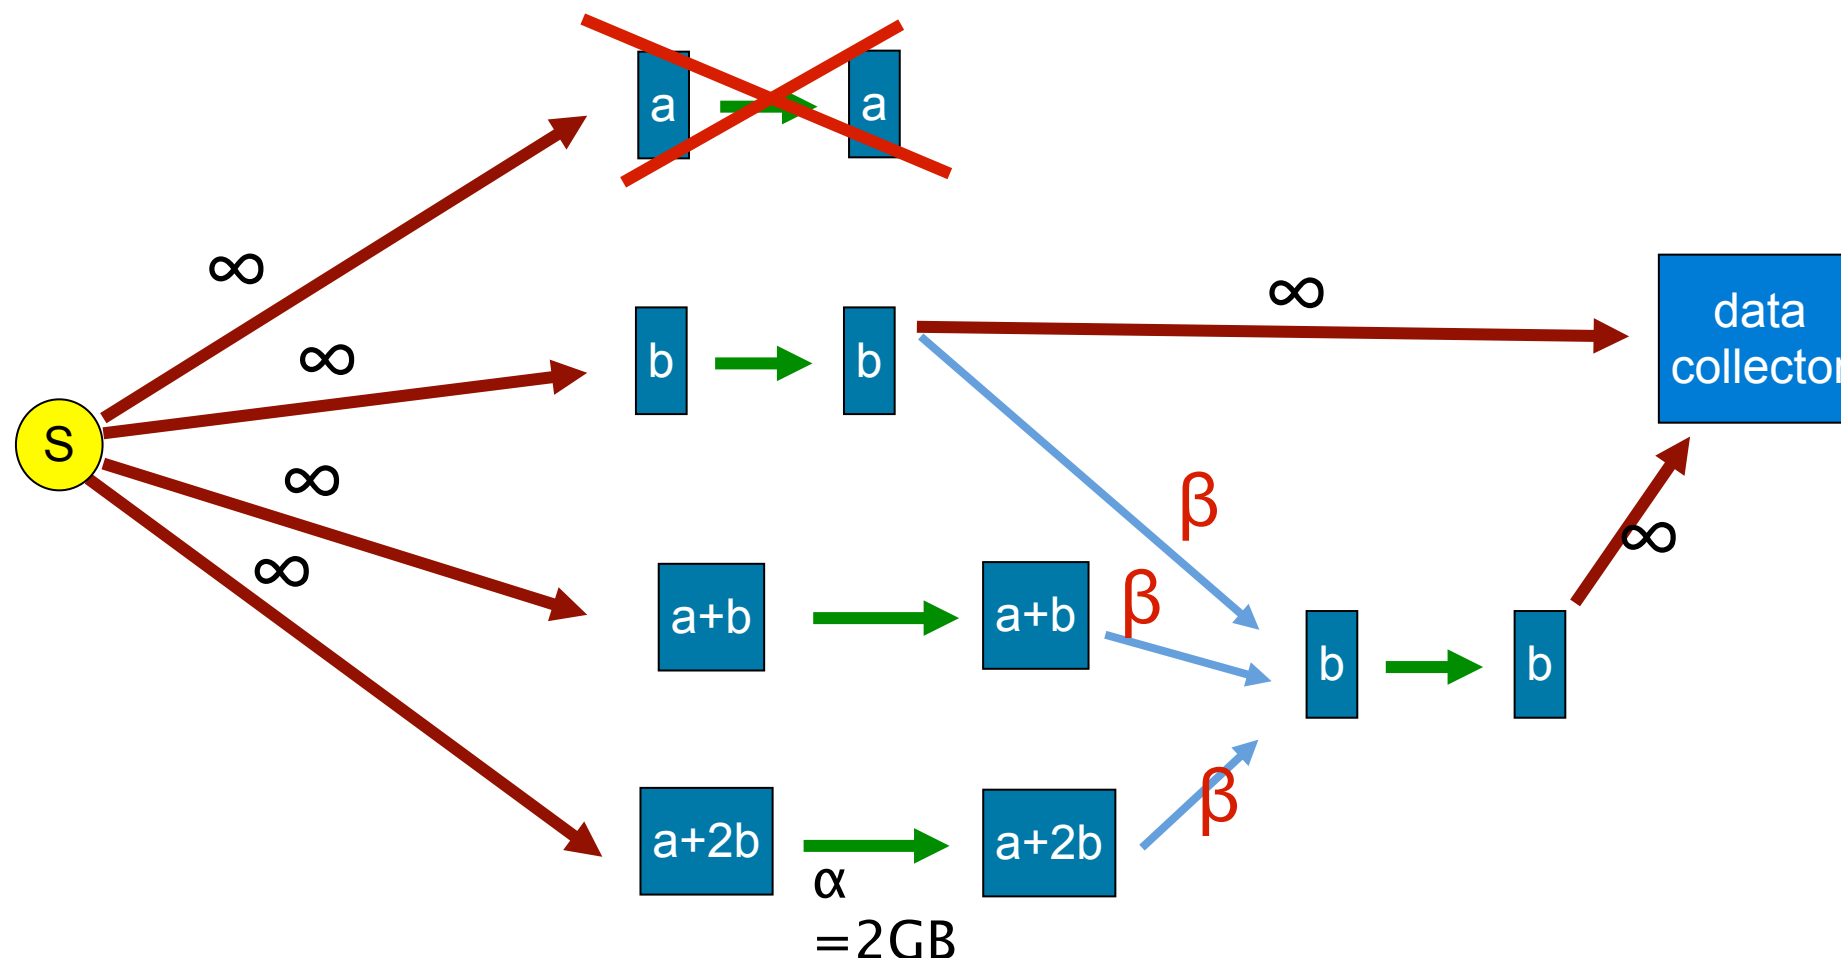 a
a
∞
∞
b
b
∞
data
collector
S
∞
∞
β
β
∞
a+b
a+b
b
b
β
a+2b
a+2b
α
=2GB